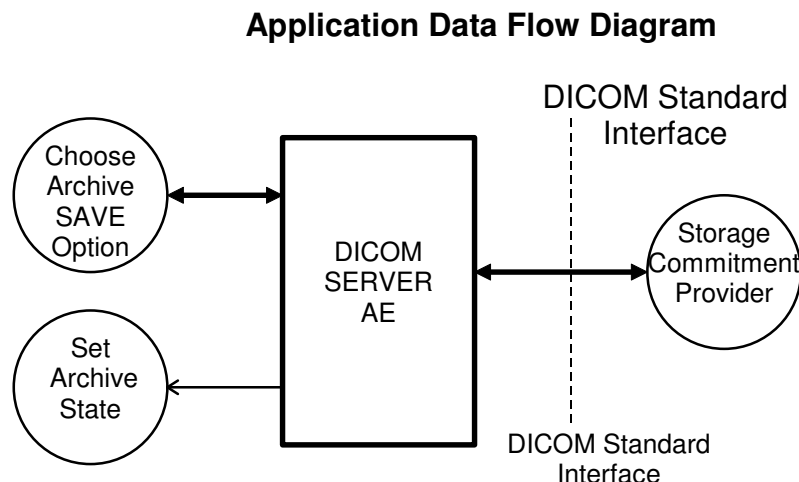 Application Data Flow Diagram
DICOM Standard
Interface
Choose
Archive
SAVE
Option
DICOM
SERVER
AE
Storage
Commitment
Provider
Set
Archive
State
DICOM Standard
Interface